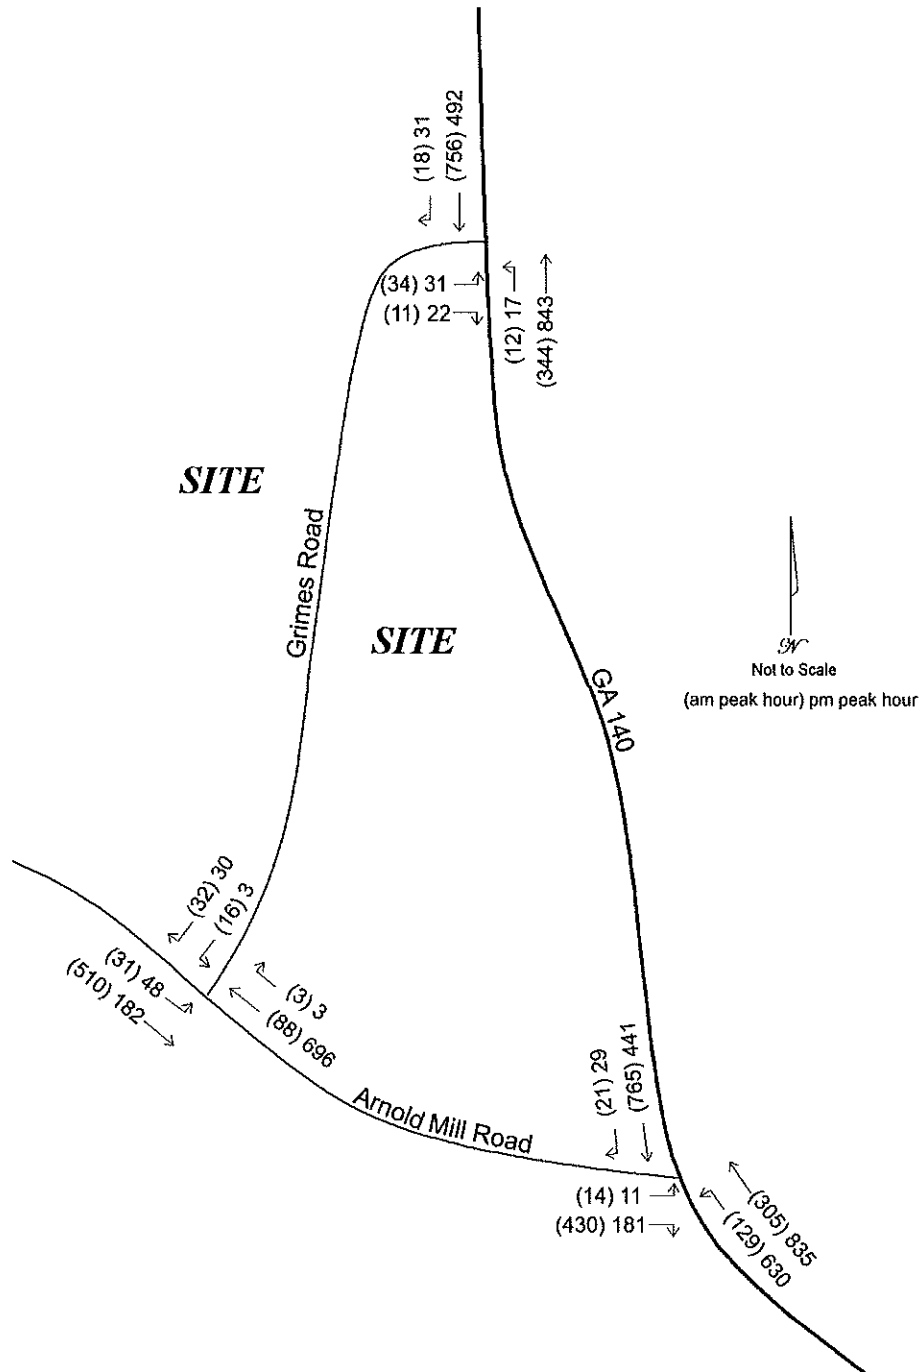 (18) 31
(756) 492
(34) 31
(11) 22
(12) 17
(344) 843
SITE
Grimes Road
SITE
GA 140
N
Not to Scale
(am peak hour) pm peak hour
(32) 30
(16) 3
(31) 48
(510) 182
(3) 3
(88) 696
Arnold Mill Road
(21) 29
(765) 441
(14) 11
(430) 181
(305) 835
(129) 630